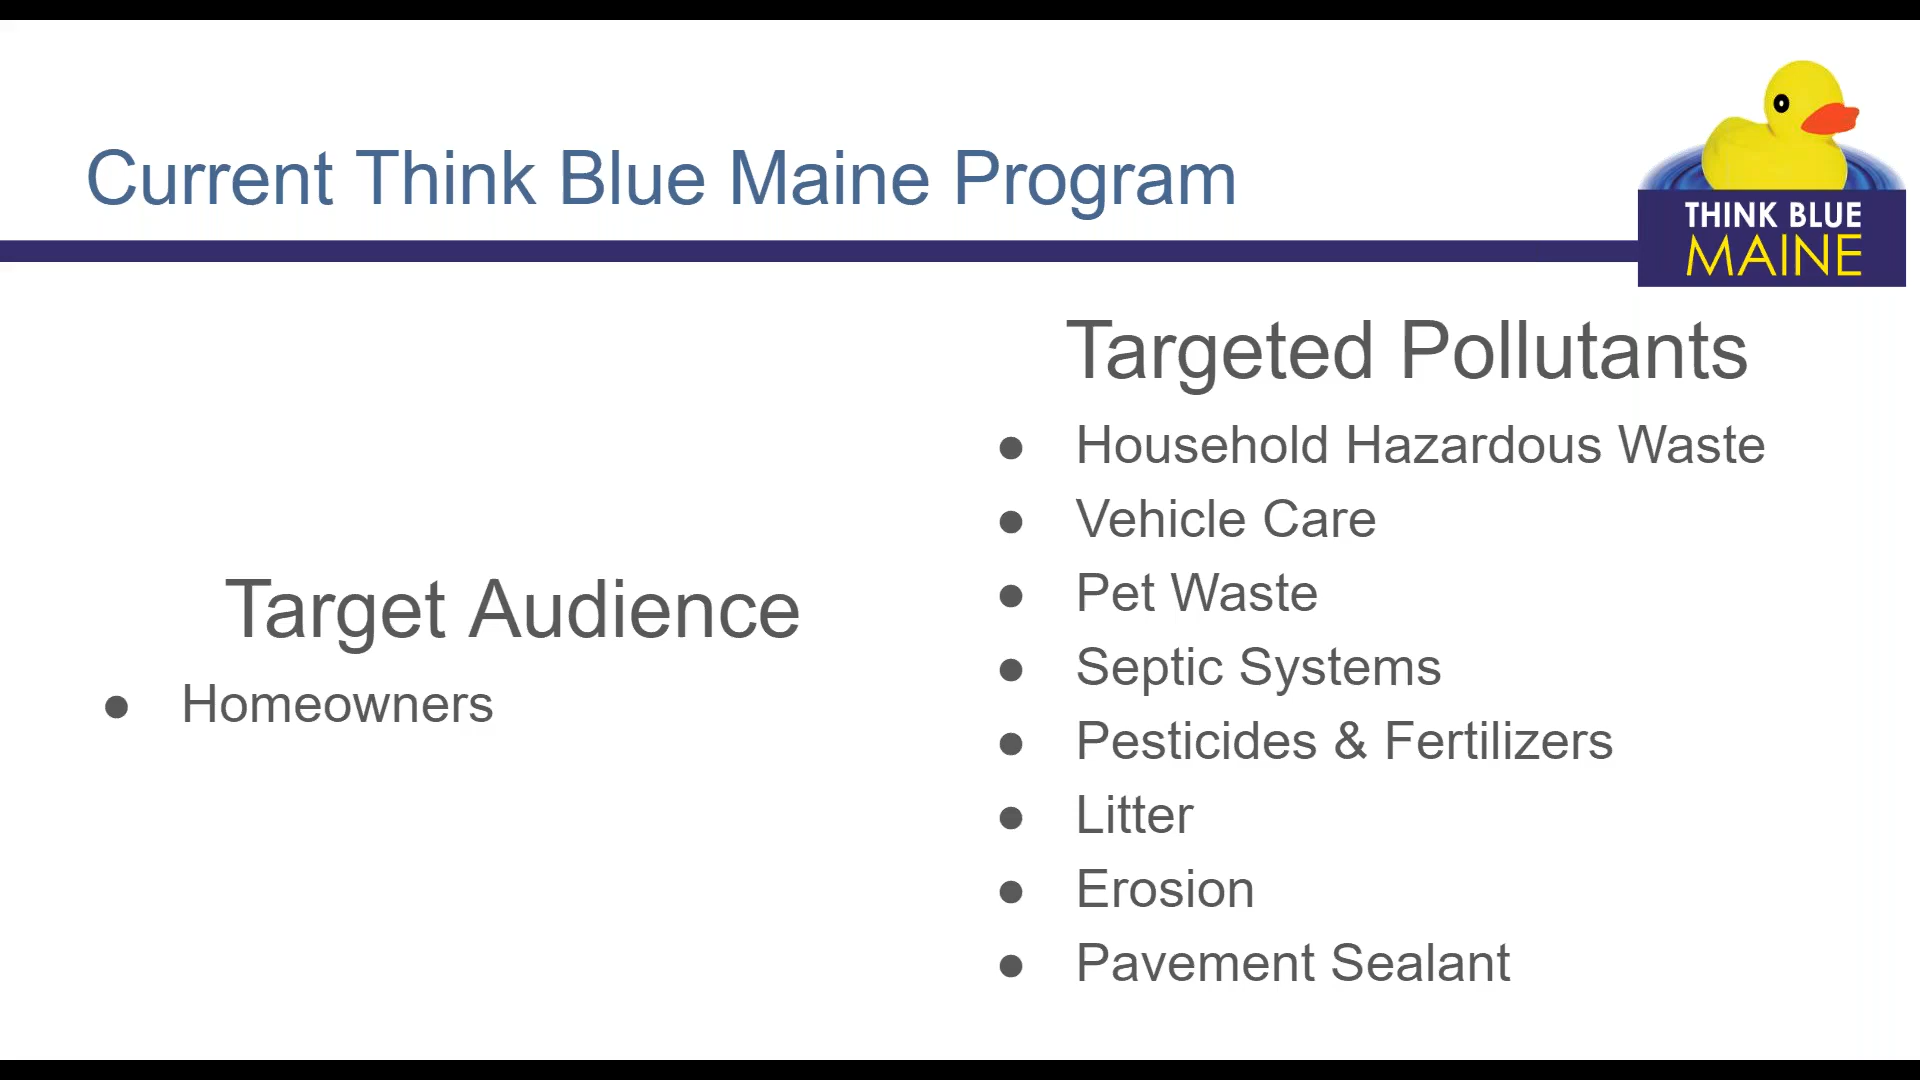 Current Think Blue Maine Program
THINK BLUE
MAINE
Target Audience
● Homeowners
Targeted Pollutants
● Household Hazardous Waste
● Vehicle Care
● Pet Waste
● Septic Systems
● Pesticides & Fertilizers
● Litter
● Erosion
● Pavement Sealant